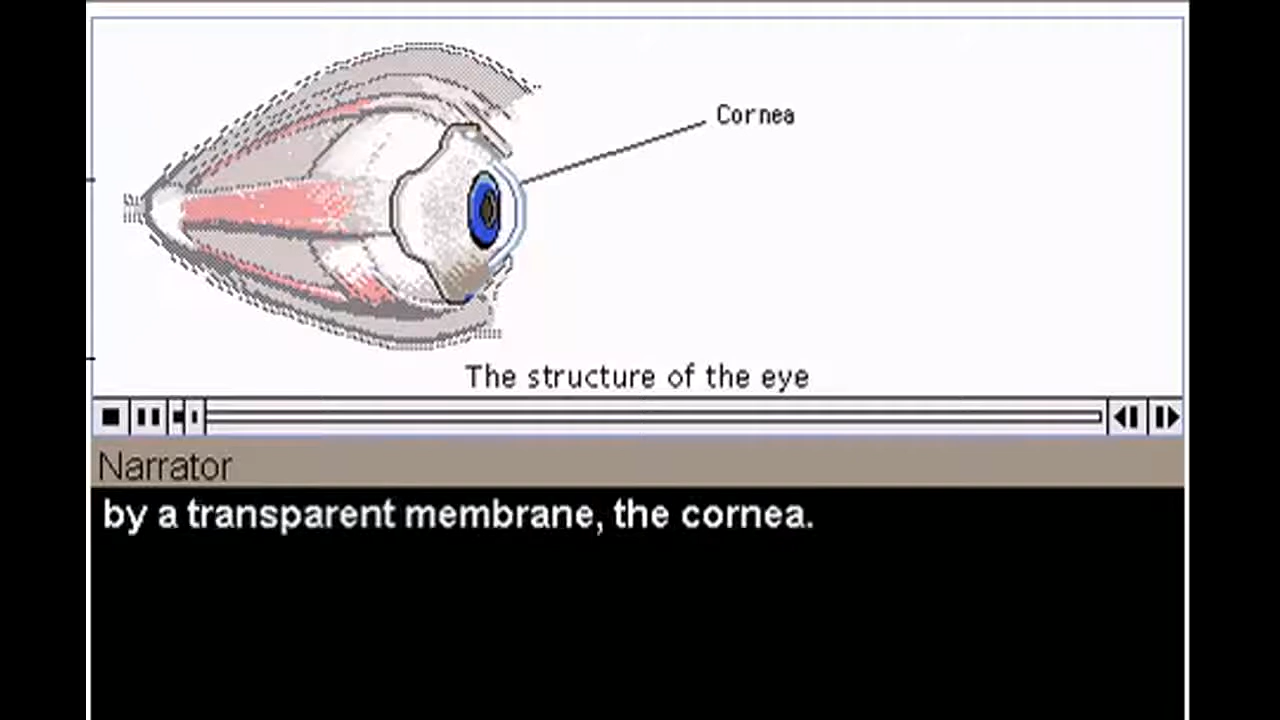 Cornea
The structure of the eye
Narrator
by a transparent membrane, the cornea.